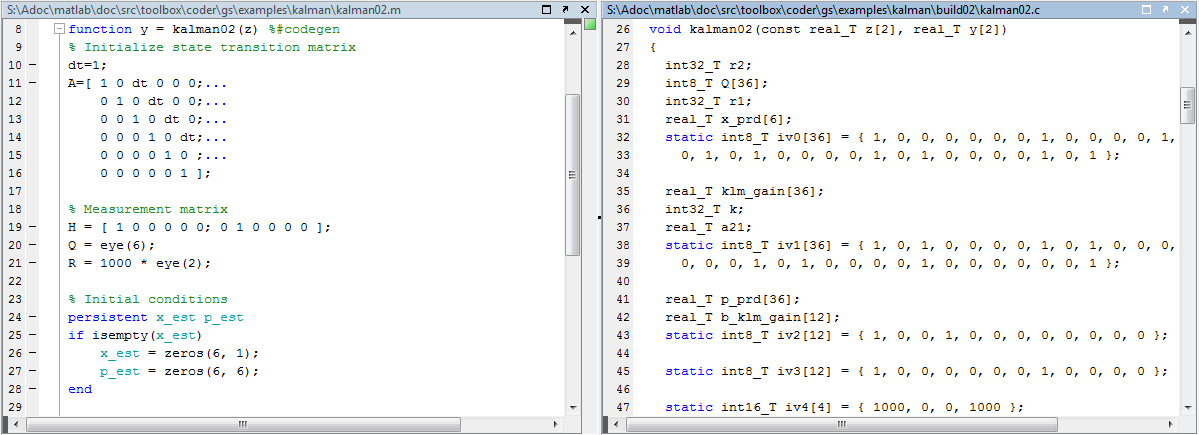 S:\Adoc\matlab\doc\src\toolbox\coder\gs\examples\kalman\kalman02.m
8 function y = kalman02(z) %#codegen
9 % Initialize state transition matrix
10 – dt=1;
11 – A=[ 1 0 dt 0 0 0;...
12 0 1 0 dt 0 0;...
13 0 0 1 0 dt 0;...
14 0 0 0 1 0 dt;...
15 0 0 0 0 1 0 ;...
16 0 0 0 0 0 1 ];
17
18 % Measurement matrix
19 – H = [ 1 0 0 0 0 0; 0 1 0 0 0 0 ];
20 – Q = eye(6);
21 – R = 1000 * eye(2);
22
23 % Initial conditions
24 – persistent x_est p_est
25 – if isempty(x_est)
26 – x_est = zeros(6, 1);
27 – p_est = zeros(6, 6);
28 – end
29
S:\Adoc\matlab\doc\src\toolbox\coder\gs\examples\kalman\build02\kalman02.c
26 void kalman02(const real_T z[2], real_T y[2])
27 {
28 int32_T r2;
29 int8_T Q[36];
30 int32_T r1;
31 real_T x_prd[6];
32 static int8_T iv0[36] = { 1, 0, 0, 0, 0, 0, 0, 1, 0, 0, 0, 0, 1,
33 0, 1, 0, 1, 0, 0, 0, 0, 1, 0, 1, 0, 0, 0, 0, 1, 0, 1 };
34
35 real_T klm_gain[36];
36 int32_T k;
37 real_T a21;
38 static int8_T iv1[36] = { 1, 0, 1, 0, 0, 0, 0, 1, 0, 1, 0, 0, 0,
39 0, 0, 0, 1, 0, 1, 0, 0, 0, 0, 1, 0, 0, 0, 0, 0, 0, 1 };
40
41 real_T p_prd[36];
42 real_T b_klm_gain[12];
43 static int8_T iv2[12] = { 1, 0, 0, 1, 0, 0, 0, 0, 0, 0, 0, 0 };
44
45 static int8_T iv3[12] = { 1, 0, 0, 0, 0, 0, 0, 1, 0, 0, 0, 0 };
46
47 static int16_T iv4[4] = { 1000, 0, 0, 1000 };